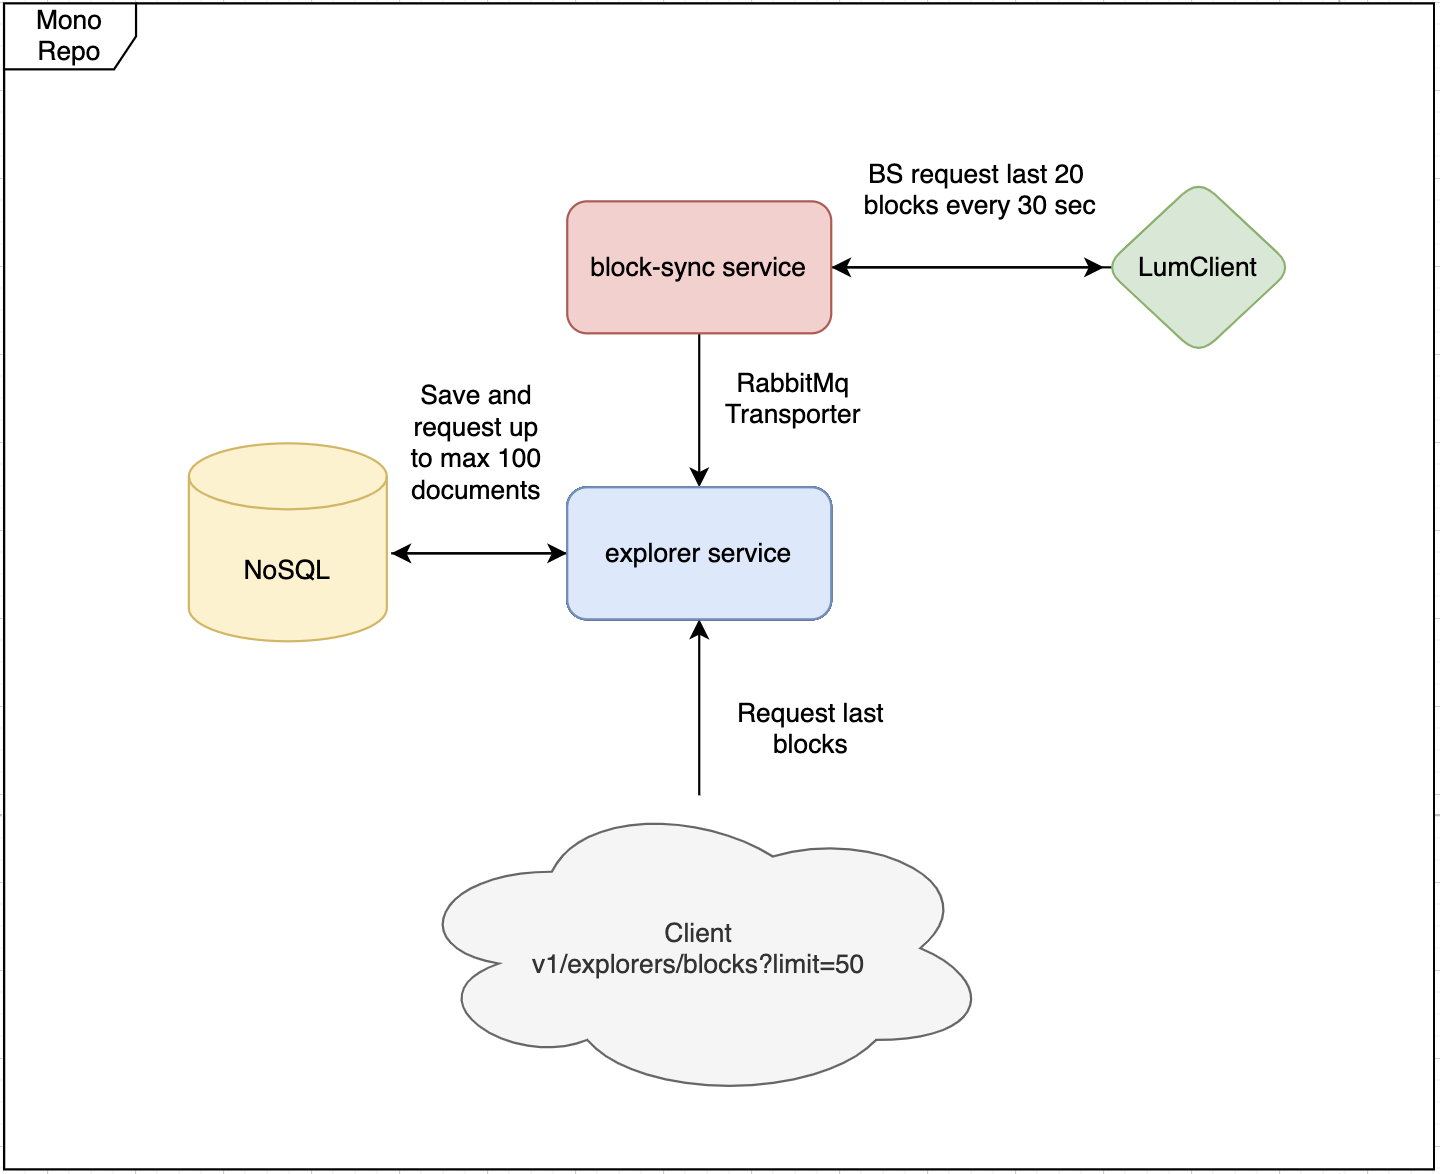 Mono
Repo
BS request last 20
blocks every 30 sec
block-sync service
LumClient
RabbitMq
Transporter
Save and
request up
to max 100
documents
NoSQL
explorer service
Request last
blocks
Client
v1/explorers/blocks?limit=50